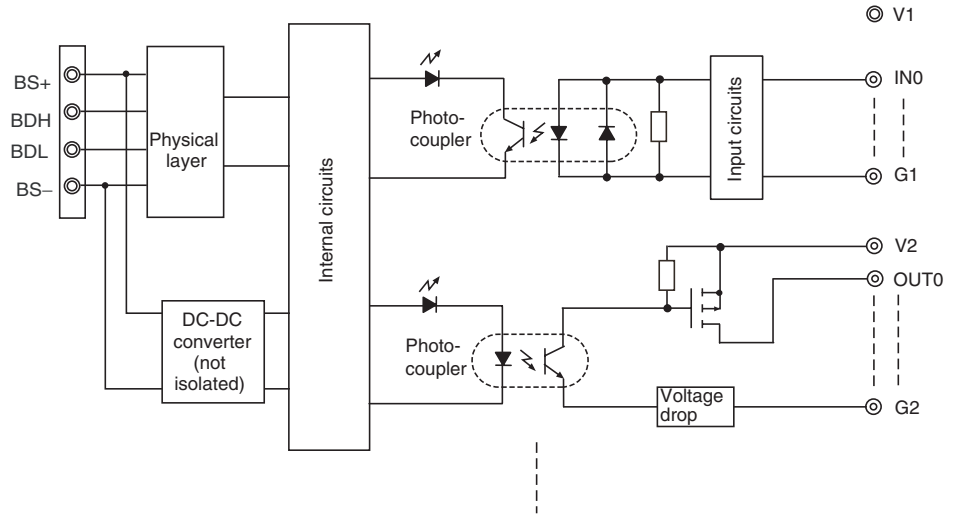 V1
BS+
BDH
BDL
BS−
Physical
layer
Internal circuits
Photo-
coupler
Input circuits
IN0
G1
DC-DC
converter
(not
isolated)
Photo-
coupler
V2
OUT0
Voltage
drop
G2